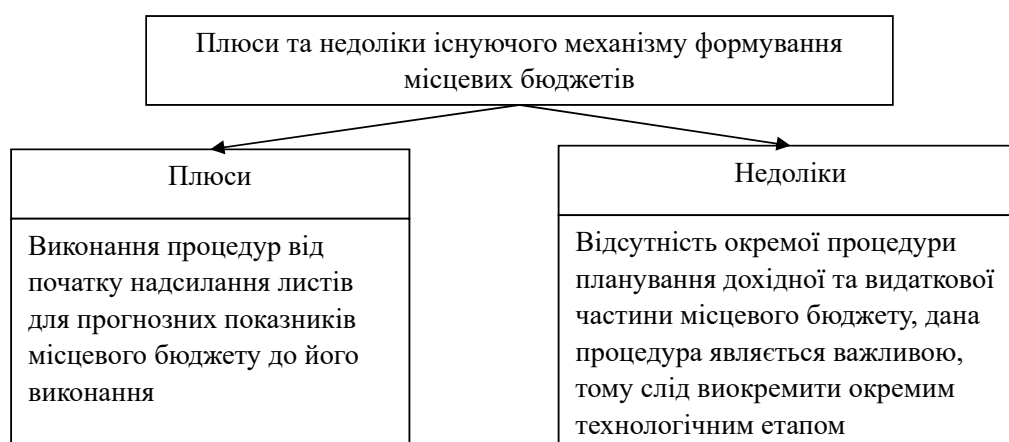 Плюси та недоліки існуючого механізму формування
місцевих бюджетів
Плюси
Виконання процедур від
початку надсилання листів
для прогнозних показників
місцевого бюджету до його
виконання
Недоліки
Відсутність окремої процедури
планування дохідної та видаткової
частини місцевого бюджету, дана
процедура являється важливою,
тому слід виокремити окремим
технологічним етапом